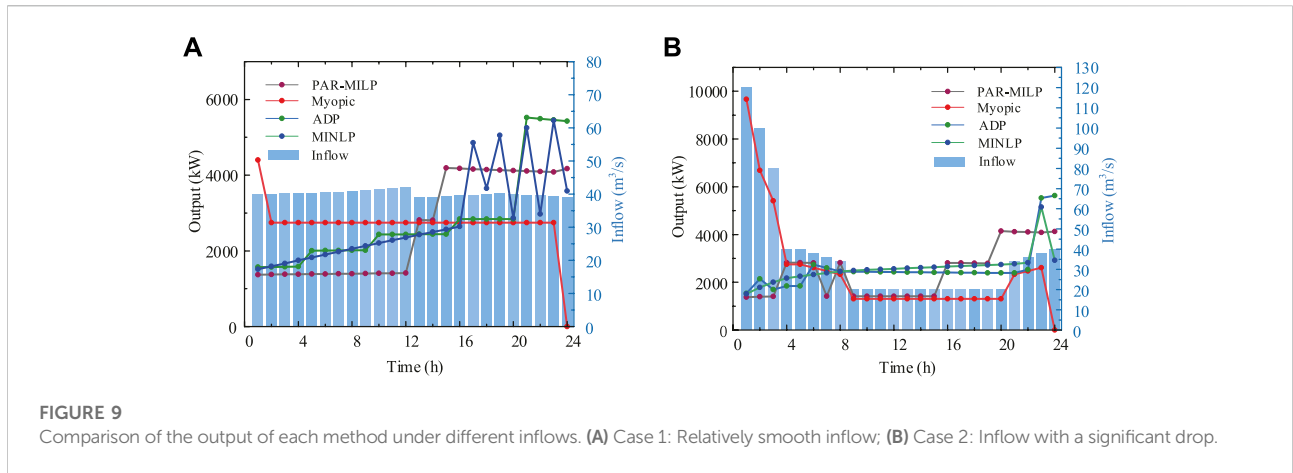 A
PAR-MILP
Myopic
ADP
MINLP
Inflow
Output (kW)
6000
4000
2000
0
80
70
60
50
40
30
20
10
0
Inflow (m³/s)
0
4
8
12
16
20
24
Time (h)
B
PAR-MILP
Myopic
ADP
MINLP
Inflow
Output (kW)
10000
8000
6000
4000
2000
0
130
120
110
100
90
80
70
60
50
40
30
20
10
0
Inflow (m³/s)
0
4
8
12
16
20
24
Time (h)
FIGURE 9
Comparison of the output of each method under different inflows. (A) Case 1: Relatively smooth inflow; (B) Case 2: Inflow with a significant drop.